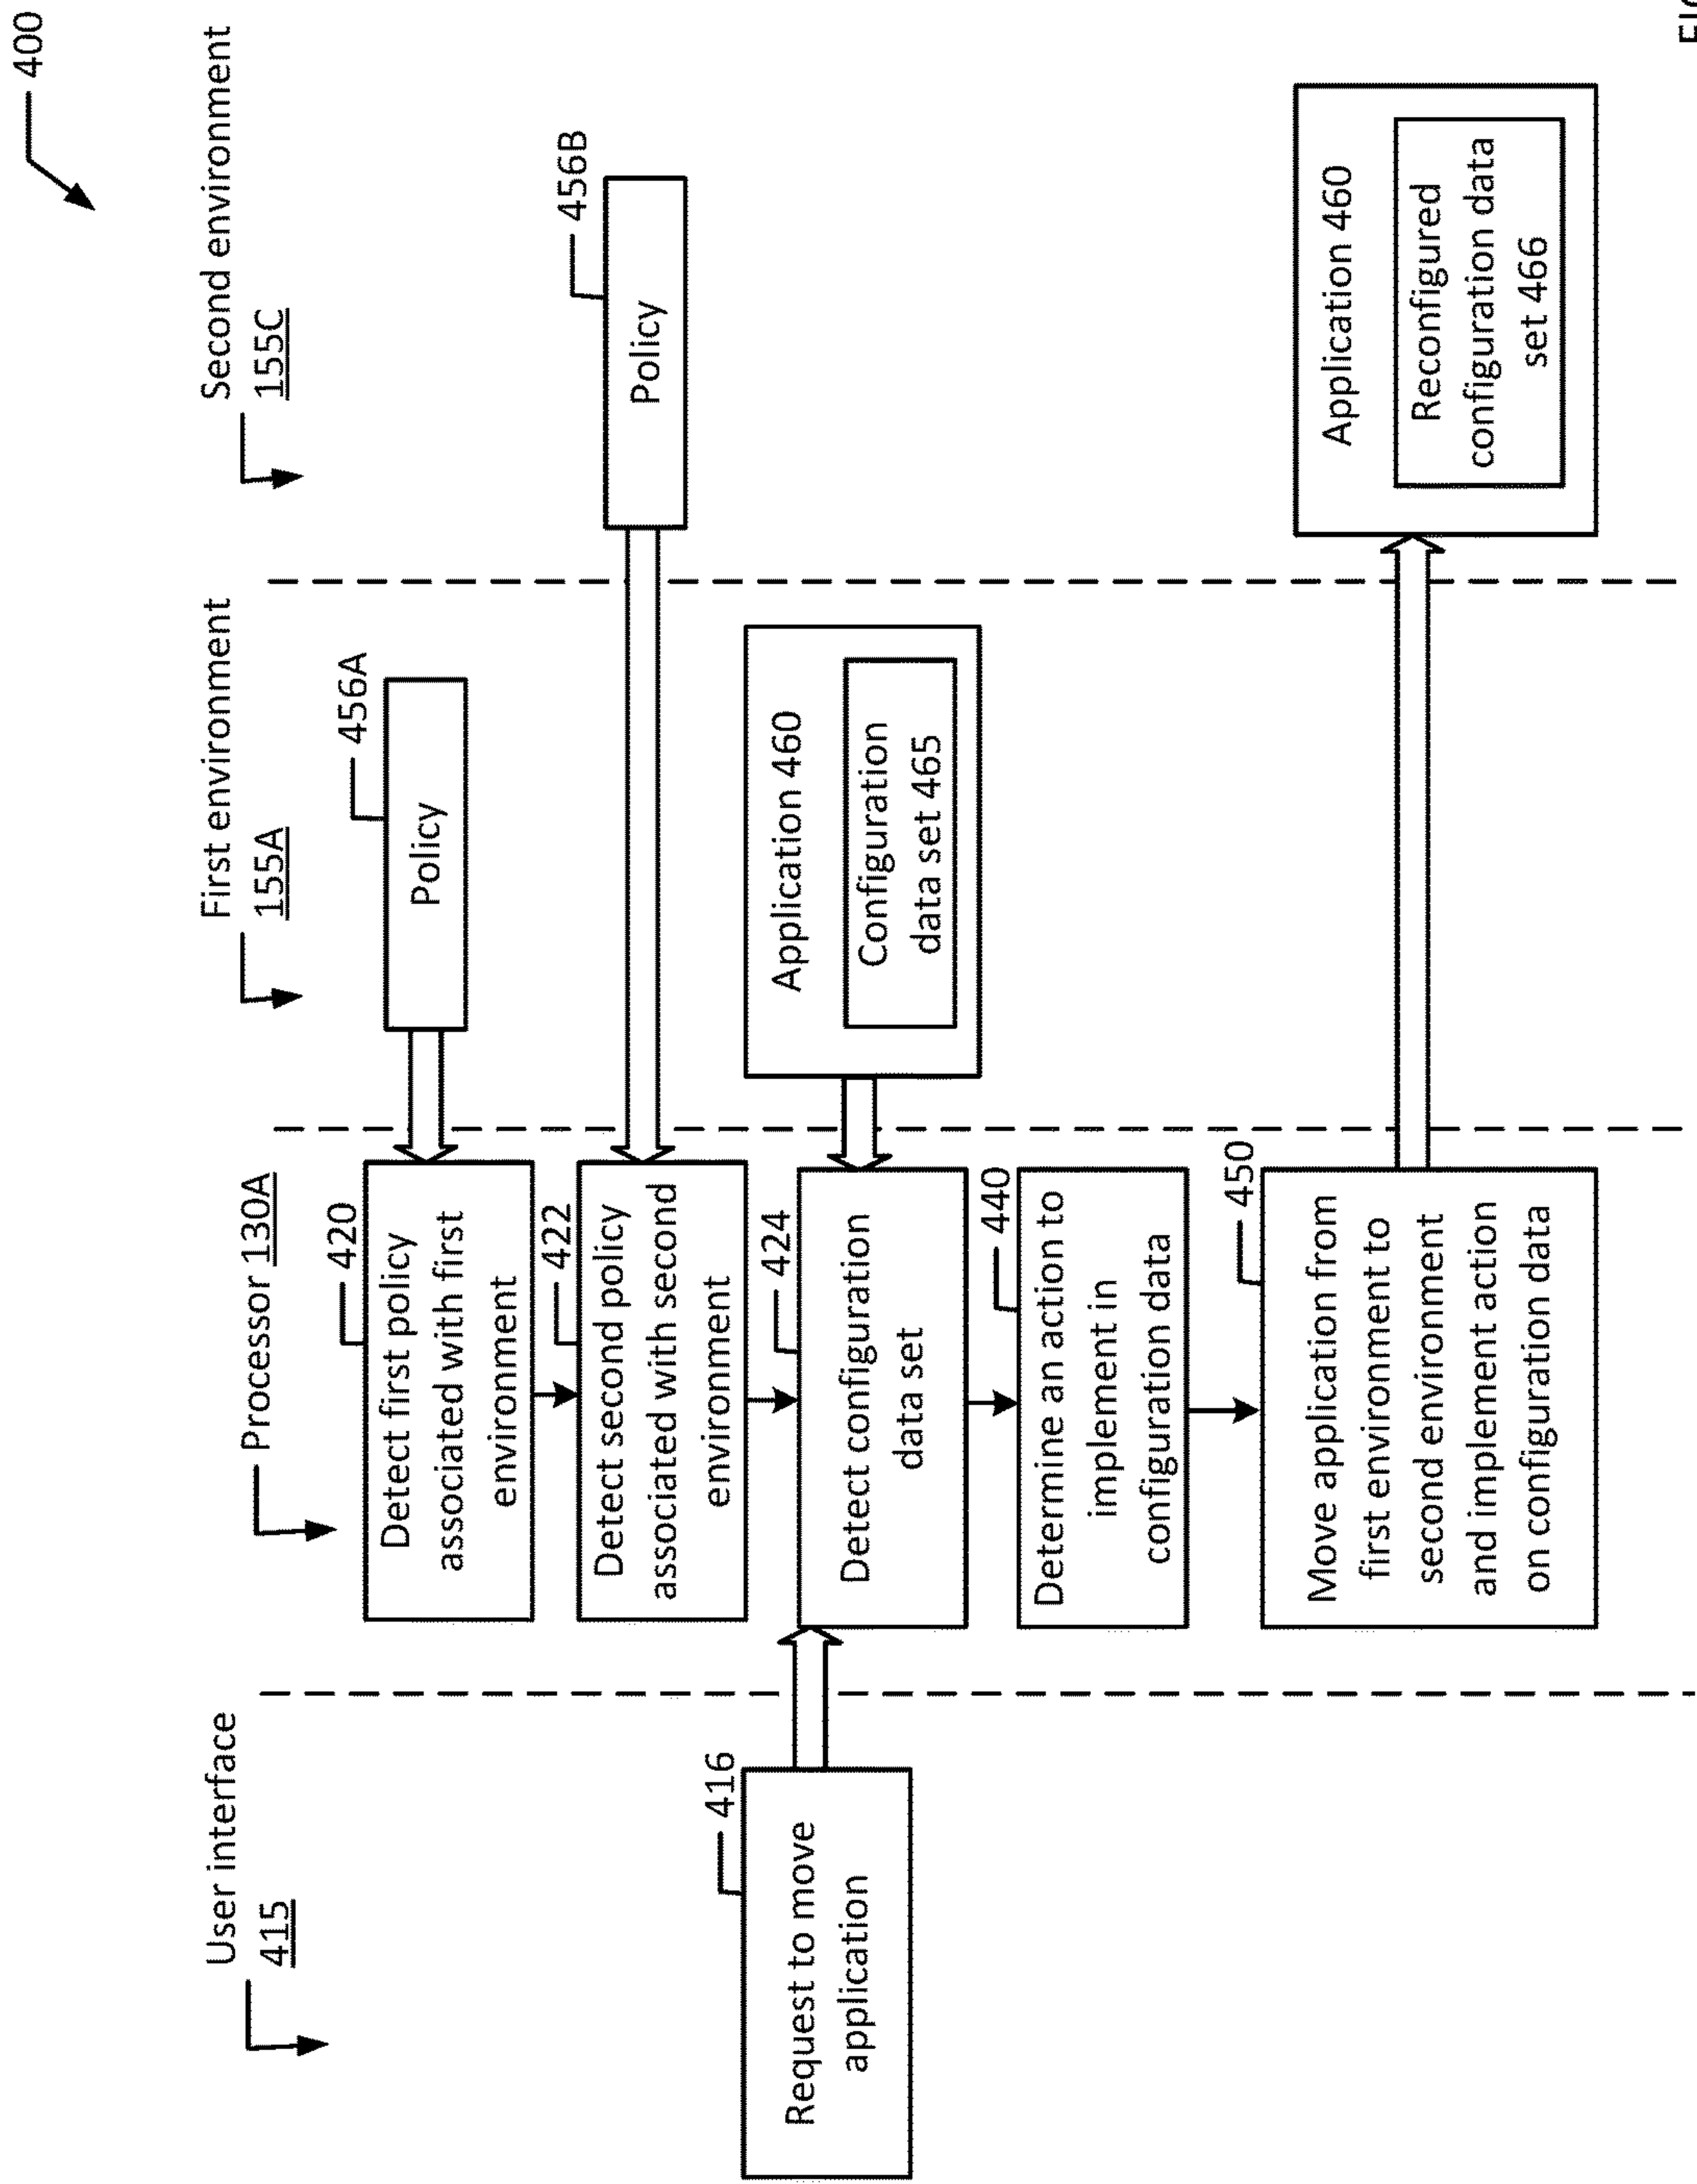 400
User interface
415
Processor 130A
First environment
155A
Second environment
155C
420
Detect first policy
associated with first
environment
456A
Policy
422
Detect second policy
associated with second
environment
456B
Policy
416
Request to move
application
424
Detect configuration
data set
Application 460
Configuration
data set 465
440
Determine an action to
implement in
configuration data
450
Move application from
first environment to
second environment
and implement action
on configuration data
Application 460
Reconfigured
configuration data
set 466